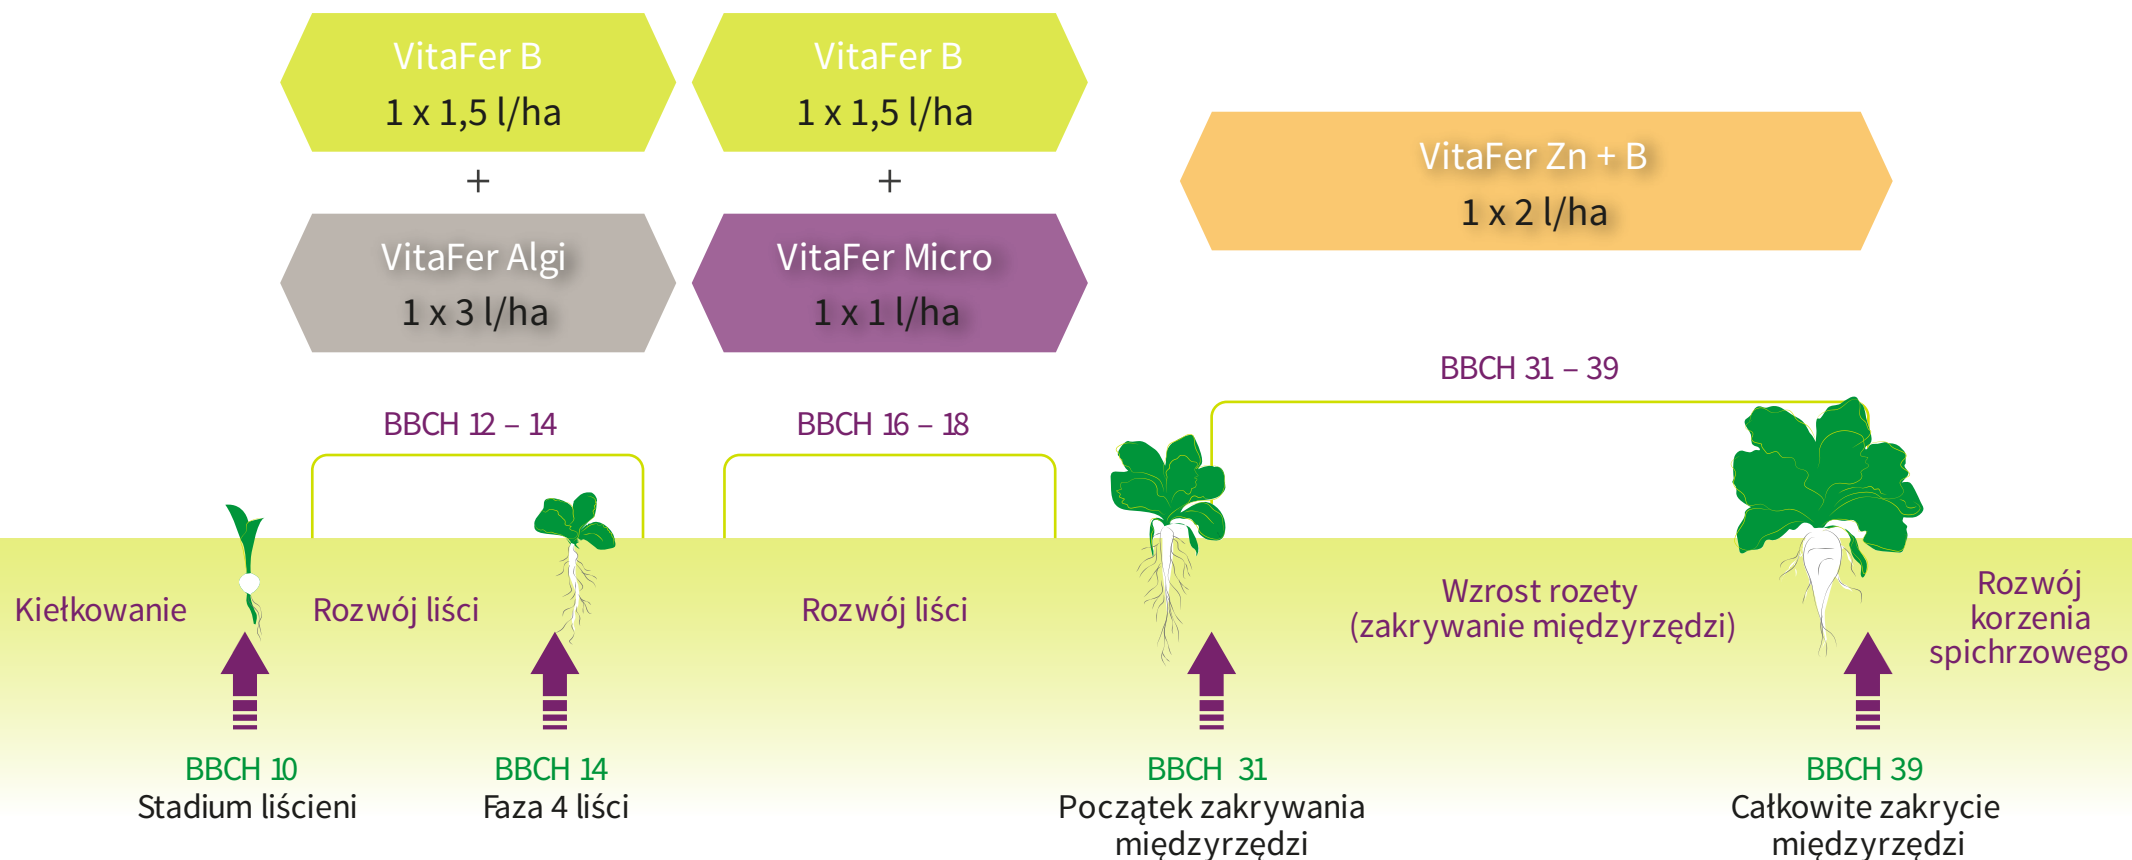 VitaFer B
1 x 1,5 l/ha
+
VitaFer Algi
1 x 3 l/ha
VitaFer B
1 x 1,5 l/ha
+
VitaFer Micro
1 x 1 l/ha
VitaFer Zn + B
1 x 2 l/ha
BBCH 12 – 14
BBCH 16 – 18
BBCH 31 – 39
Kiełkowanie
Rozwój liści
Rozwój liści
Wzrost rozety
(zakrywanie międzyrzędzi)
Rozwój
korzenia
spichrzowego
BBCH 10
Stadium liścieni
BBCH 14
Faza 4 liści
BBCH 31
Początek zakrywania
międzyrzędzi
BBCH 39
Całkowite zakrycie
międzyrzędzi